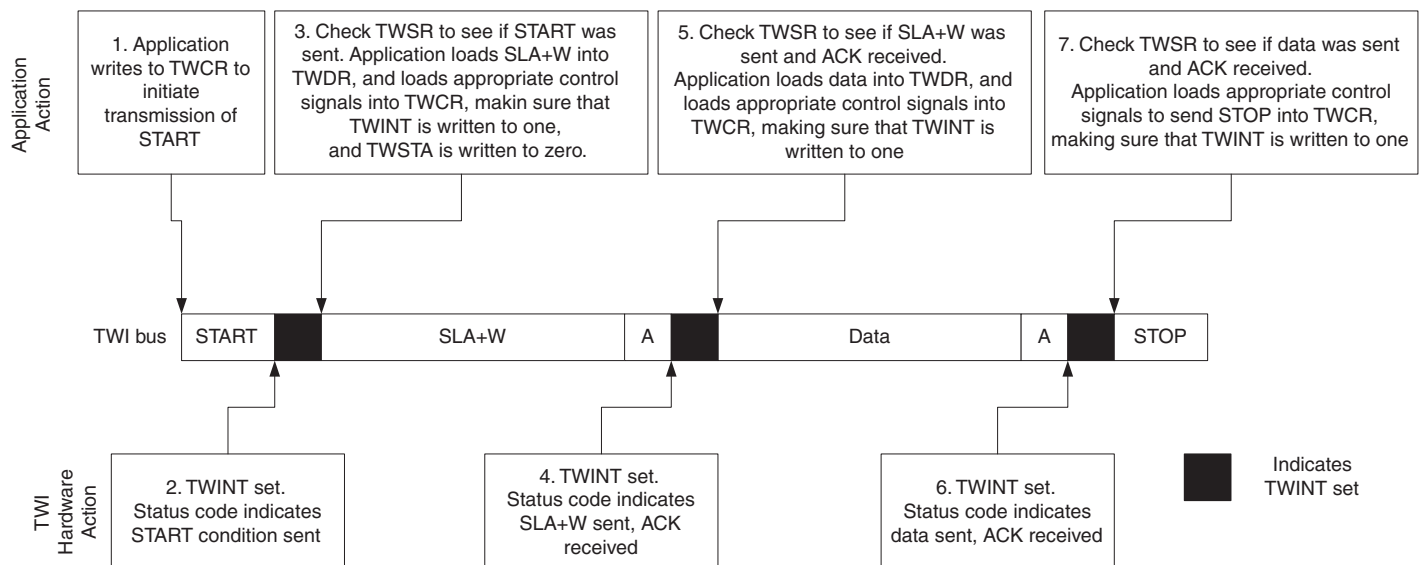 Application
Action
1. Application
writes to TWCR to
initiate
transmission of
START
3. Check TWSR to see if START was
sent. Application loads SLA+W into
TWDR, and loads appropriate control
signals into TWCR, makin sure that
TWINT is written to one,
and TWSTA is written to zero.
5. Check TWSR to see if SLA+W was
sent and ACK received.
Application loads data into TWDR, and
loads appropriate control signals into
TWCR, making sure that TWINT is
written to one
7. Check TWSR to see if data was sent
and ACK received.
Application loads appropriate control
signals to send STOP into TWCR,
making sure that TWINT is written to one
TWI bus
START
SLA+W
A
Data
A
STOP
TWI
Hardware
Action
2. TWINT set.
Status code indicates
START condition sent
4. TWINT set.
Status code indicates
SLA+W sent, ACK
received
6. TWINT set.
Status code indicates
data sent, ACK received
Indicates
TWINT set